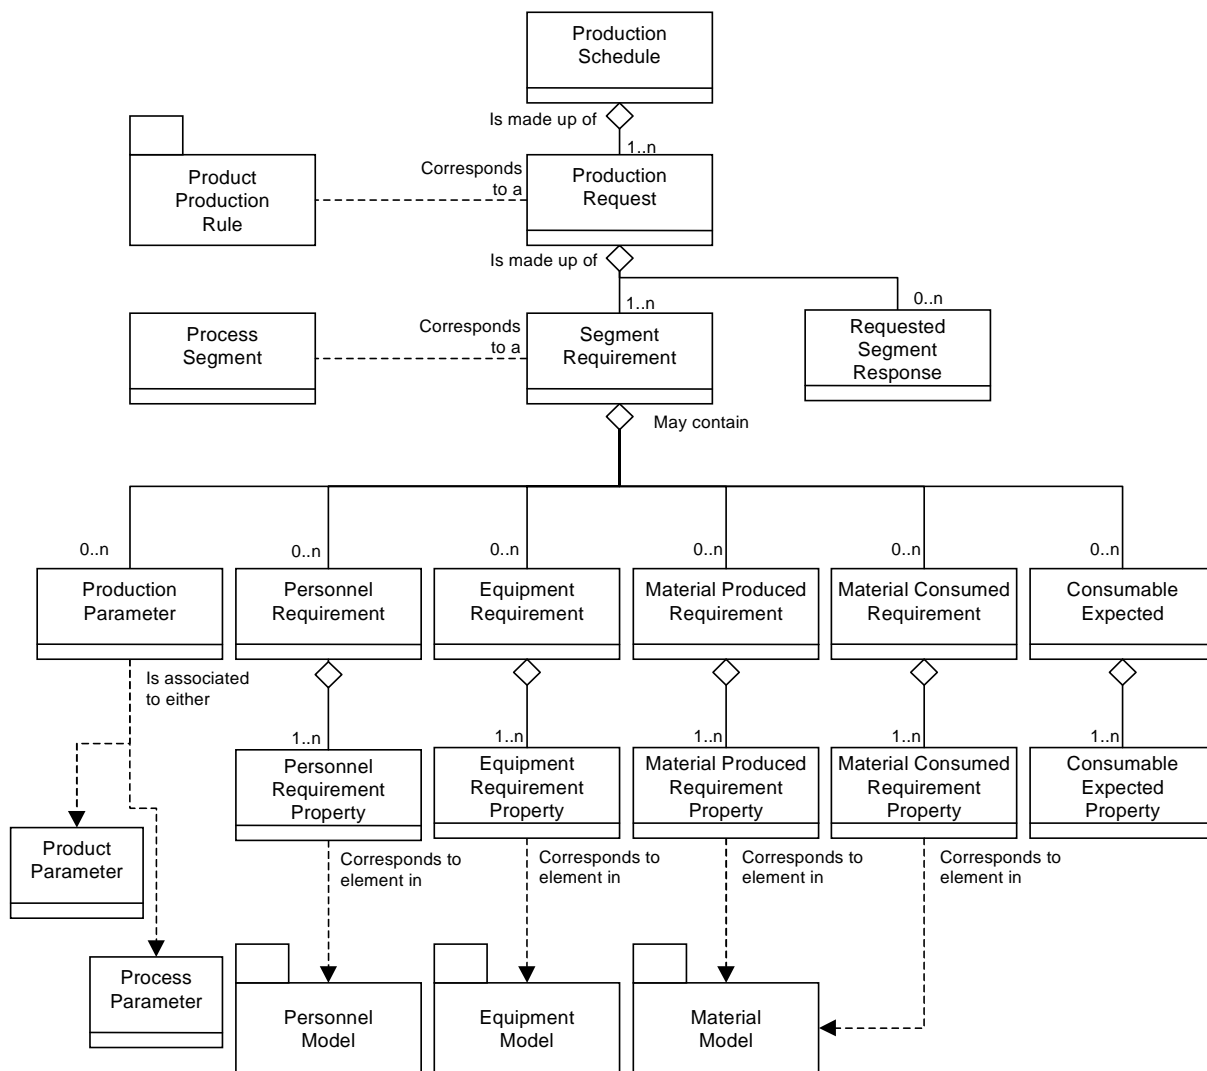 Production
Schedule
Is made up of
1..n
Product
Production
Rule
Corresponds
to a
Production
Request
Is made up of
1..n
0..n
Process
Segment
Corresponds
to a
Segment
Requirement
Requested
Segment
Response
May contain
0..n
0..n
0..n
0..n
0..n
0..n
Production
Parameter
Personnel
Requirement
Equipment
Requirement
Material Produced
Requirement
Material Consumed
Requirement
Consumable
Expected
Is associated
to either
1..n
1..n
1..n
1..n
1..n
Personnel
Requirement
Property
Equipment
Requirement
Property
Material Produced
Requirement
Property
Material Consumed
Requirement
Property
Consumable
Expected
Property
Product
Parameter
Corresponds to
element in
Corresponds to
element in
Corresponds to
element in
Corresponds to
element in
Process
Parameter
Personnel
Model
Equipment
Model
Material
Model